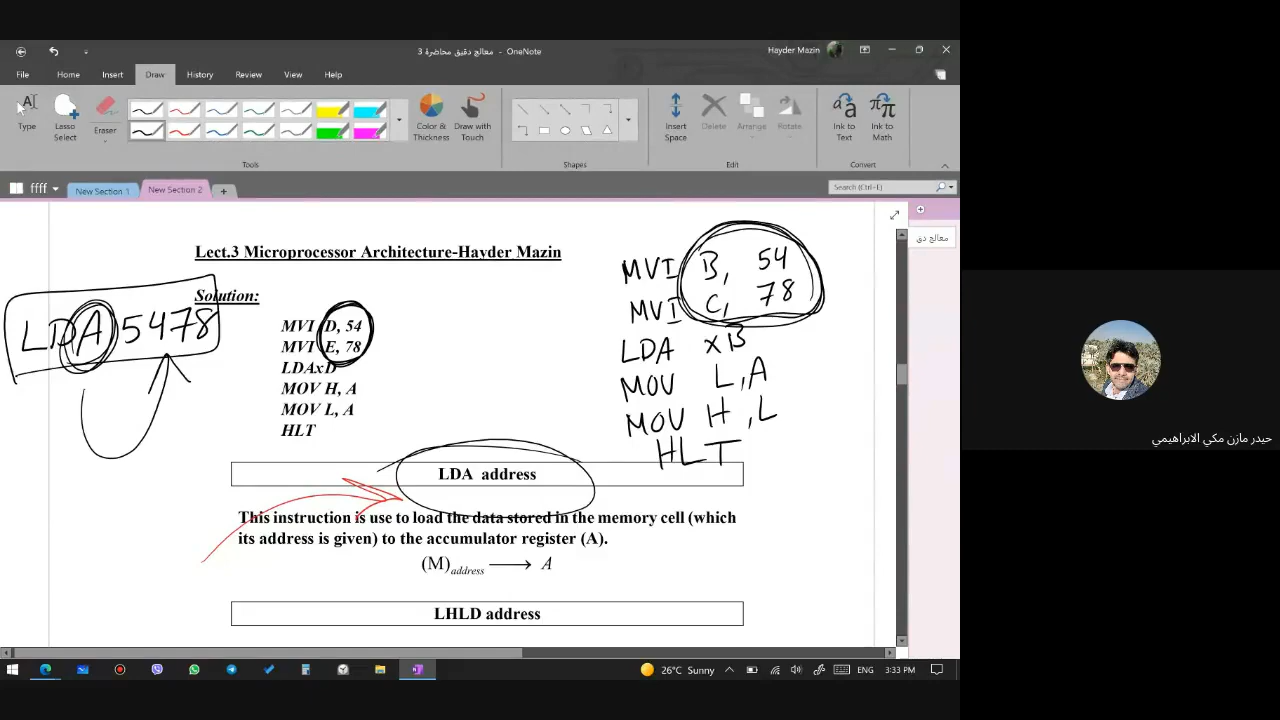 معالج دقيق محاضرة 3 - OneNote
Hayder Mazin
File Home Insert Draw History Review View Help
Type
Lasso Select
Eraser
Color & Thickness
Draw with Touch
Insert Space
Delete
Arrange
Rotate
Ink to Text
Ink to Math
Tools
Shapes
Edit
Convert
ffff
New Section 1
New Section 2
Search (Ctrl+E)
معالج دق
Lect.3 Microprocessor Architecture-Hayder Mazin
Solution:
MVI D, 54
MVI E, 78
LDAxD
MOV H, A
MOV L, A
HLT
LDA 5478
MVI B, 54
MVI C, 78
LDA xB
MOV L,A
MOV H ,L
HLT
LDA address
This instruction is use to load the data stored in the memory cell (which
its address is given) to the accumulator register (A).
(M)address ⟶ A
LHLD address
26°C Sunny
ENG
3:33 PM
حيدر مازن مكي الابراهيمي